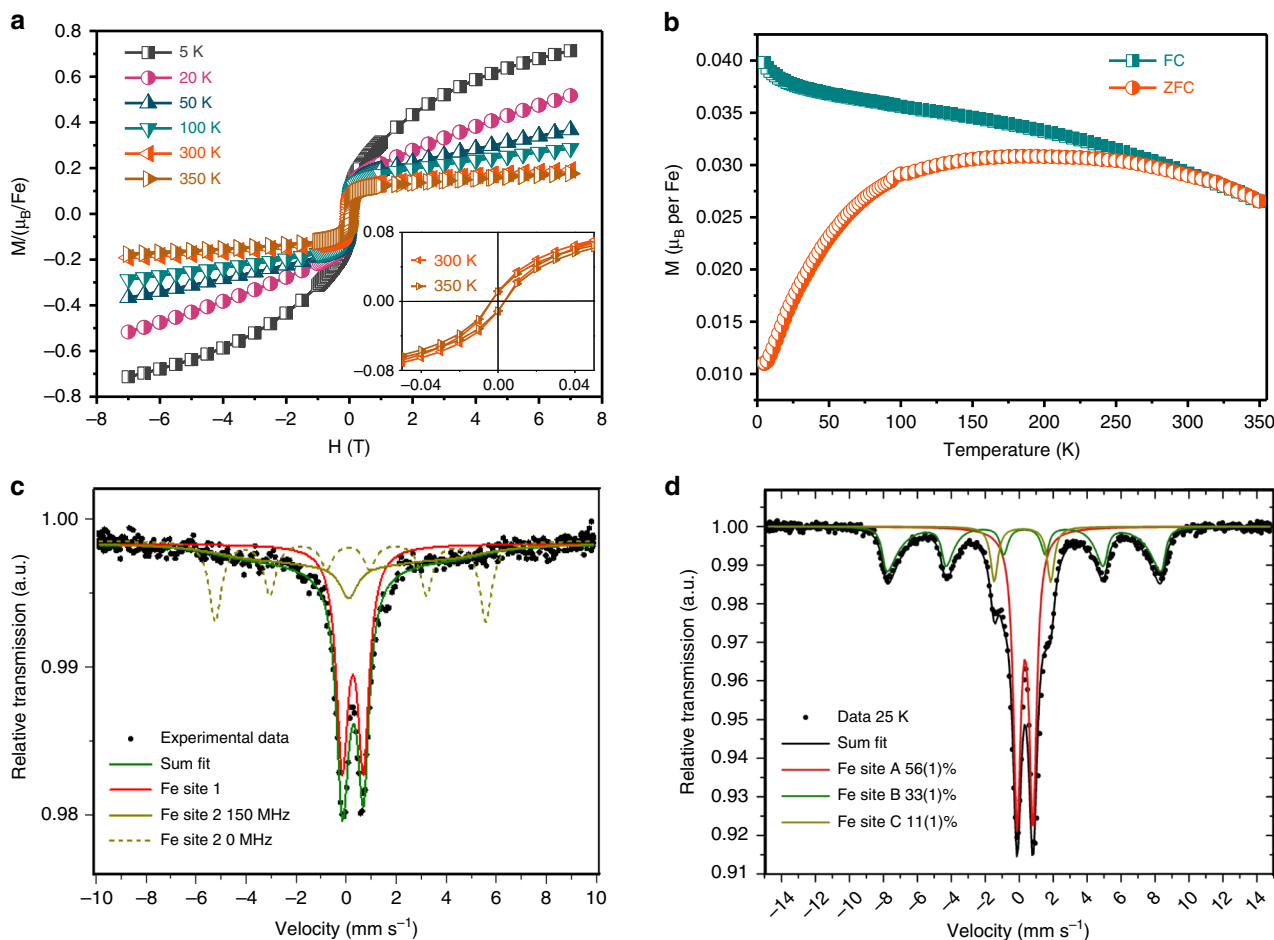 a
M/(μB/Fe)
0.8
0.6
0.4
0.2
0.0
−0.2
−0.4
−0.6
−0.8
5 K
20 K
50 K
100 K
300 K
350 K
0.08
0.00
−0.08
300 K
350 K
−0.04 0.00 0.04
−8 −6 −4 −2 0 2 4 6 8
H (T)
b
M (μB per Fe)
0.040
0.035
0.030
0.025
0.020
0.015
0.010
FC
ZFC
0 50 100 150 200 250 300 350
Temperature (K)
c
Relative transmission (a.u.)
1.00
0.99
0.98
Experimental data
Sum fit
Fe site 1
Fe site 2 150 MHz
Fe site 2 0 MHz
−10 −8 −6 −4 −2 0 2 4 6 8 10
Velocity (mm s⁻¹)
d
Relative transmission (a.u.)
1.00
0.99
0.98
0.97
0.96
0.95
0.94
0.93
0.92
0.91
Data 25 K
Sum fit
Fe site A 56(1)%
Fe site B 33(1)%
Fe site C 11(1)%
−14 −12 −10 −8 −6 −4 −2 0 2 4 6 8 10 12 14
Velocity (mm s⁻¹)